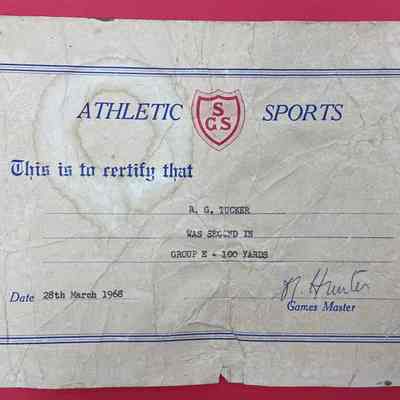 ATHLETIC SGS SPORTS
This is to certify that
R. G. TUCKER
WAS SECOND IN
GROUP E - 100 YARDS
Date 28th March 1968
Hunter
Games Master